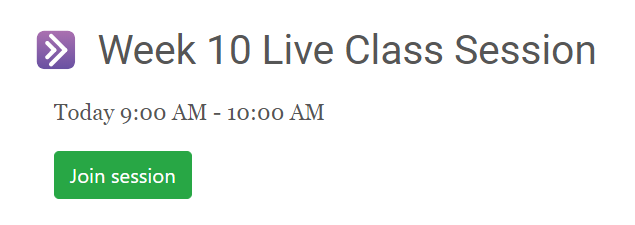 Week 10 Live Class Session
Today 9:00 AM - 10:00 AM
Join session